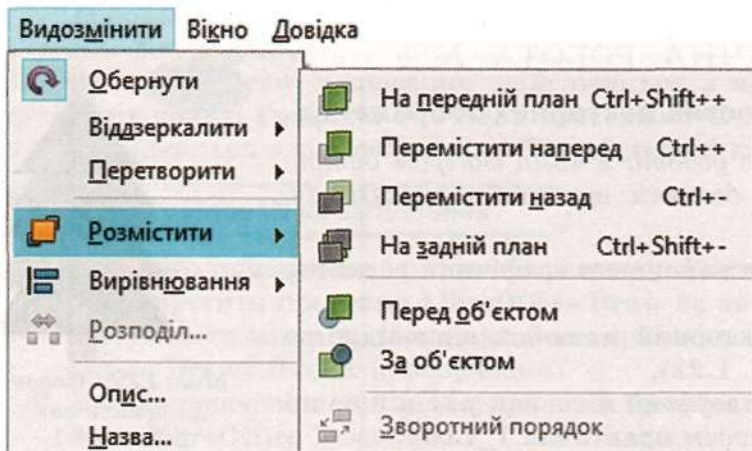 Видозмінити Вікно Довідка
Обернути
Віддзеркалити
Перетворити
Розмістити
Вирівнювання
Розподіл...
Опис...
Назва...
На передній план Ctrl+Shift++
Перемістити наперед Ctrl++
Перемістити назад Ctrl+-
На задній план Ctrl+Shift+-
Перед об'єктом
За об'єктом
Зворотний порядок